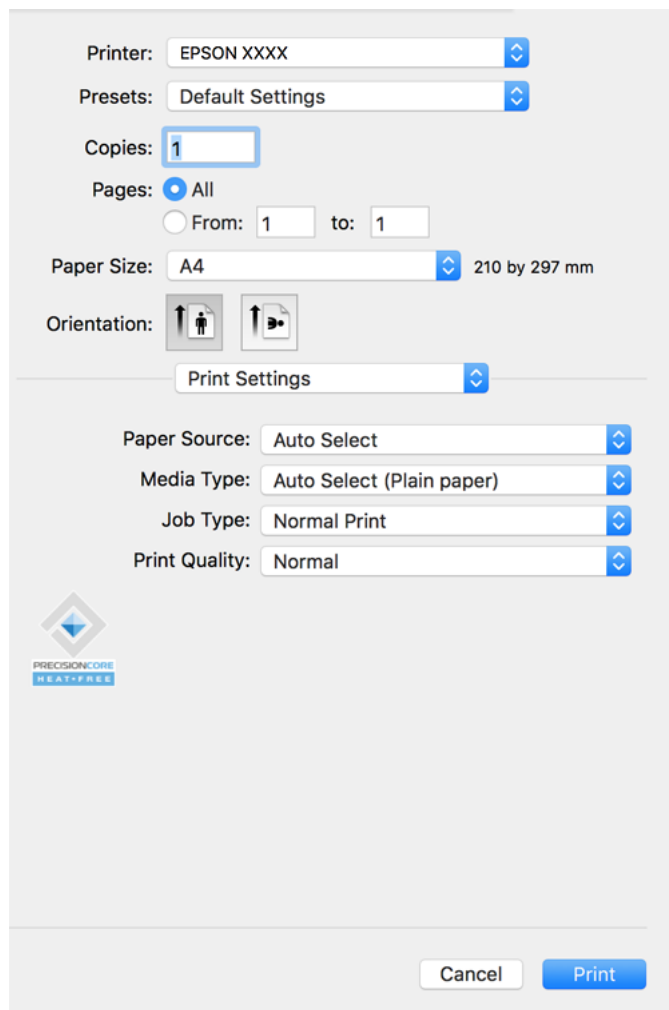 Printer: EPSON XXXX
Presets: Default Settings
Copies: 1
Pages: All
From: 1 to: 1
Paper Size: A4 210 by 297 mm
Orientation:
Print Settings
Paper Source: Auto Select
Media Type: Auto Select (Plain paper)
Job Type: Normal Print
Print Quality: Normal
PRECISIONCORE
HEAT-FREE
Cancel Print